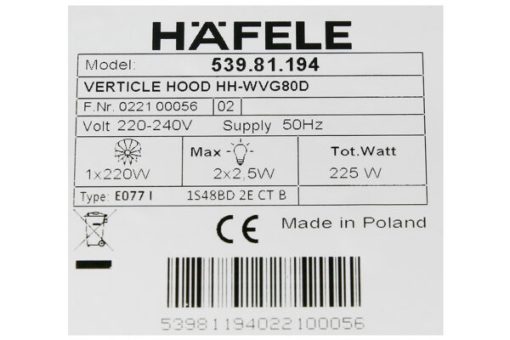 HÄFELE
Model: 539.81.194
VERTICLE HOOD HH-WVG80D
F.Nr. 0221 00056 02
Volt 220-240V Supply 50Hz
Max Tot.Watt
1x220W 2x2,5W 225 W
Type: E077 I 1S48BD 2E CT B
CE Made in Poland
53981194022100056